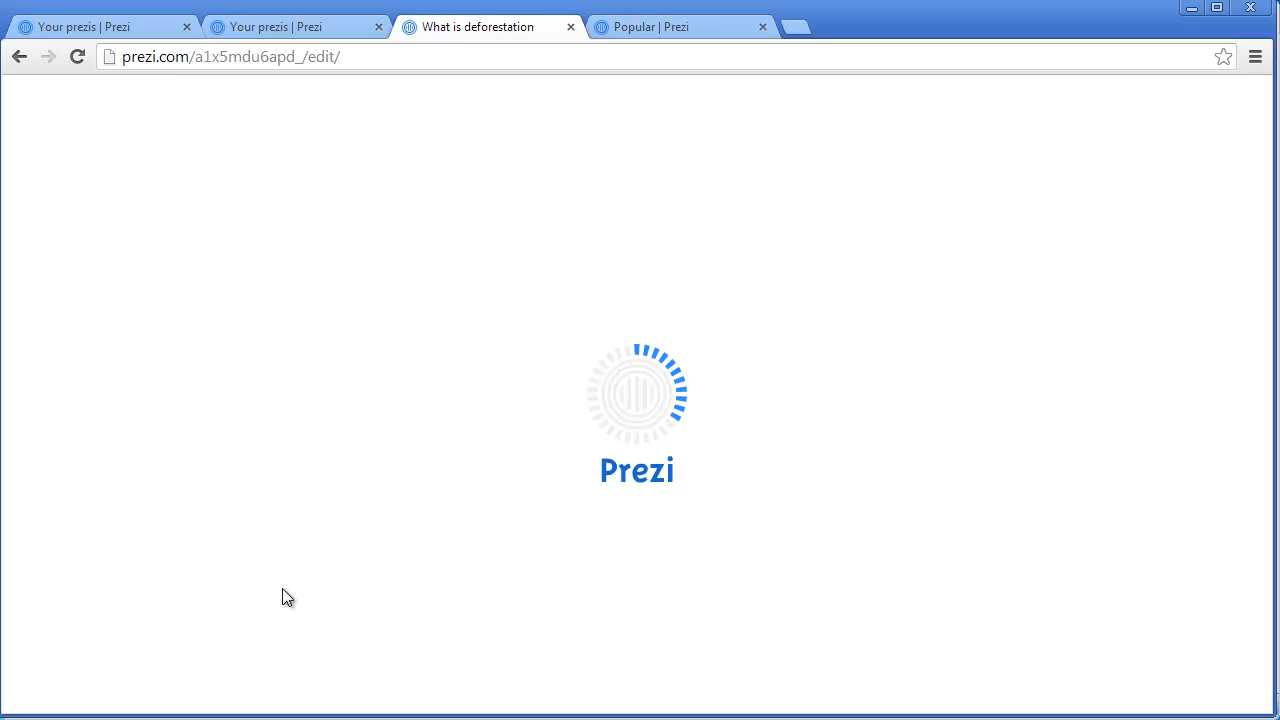 Your prezis | Prezi
Your prezis | Prezi
What is deforestation
Popular | Prezi
prezi.com/a1x5mdu6apd_/edit/
Prezi